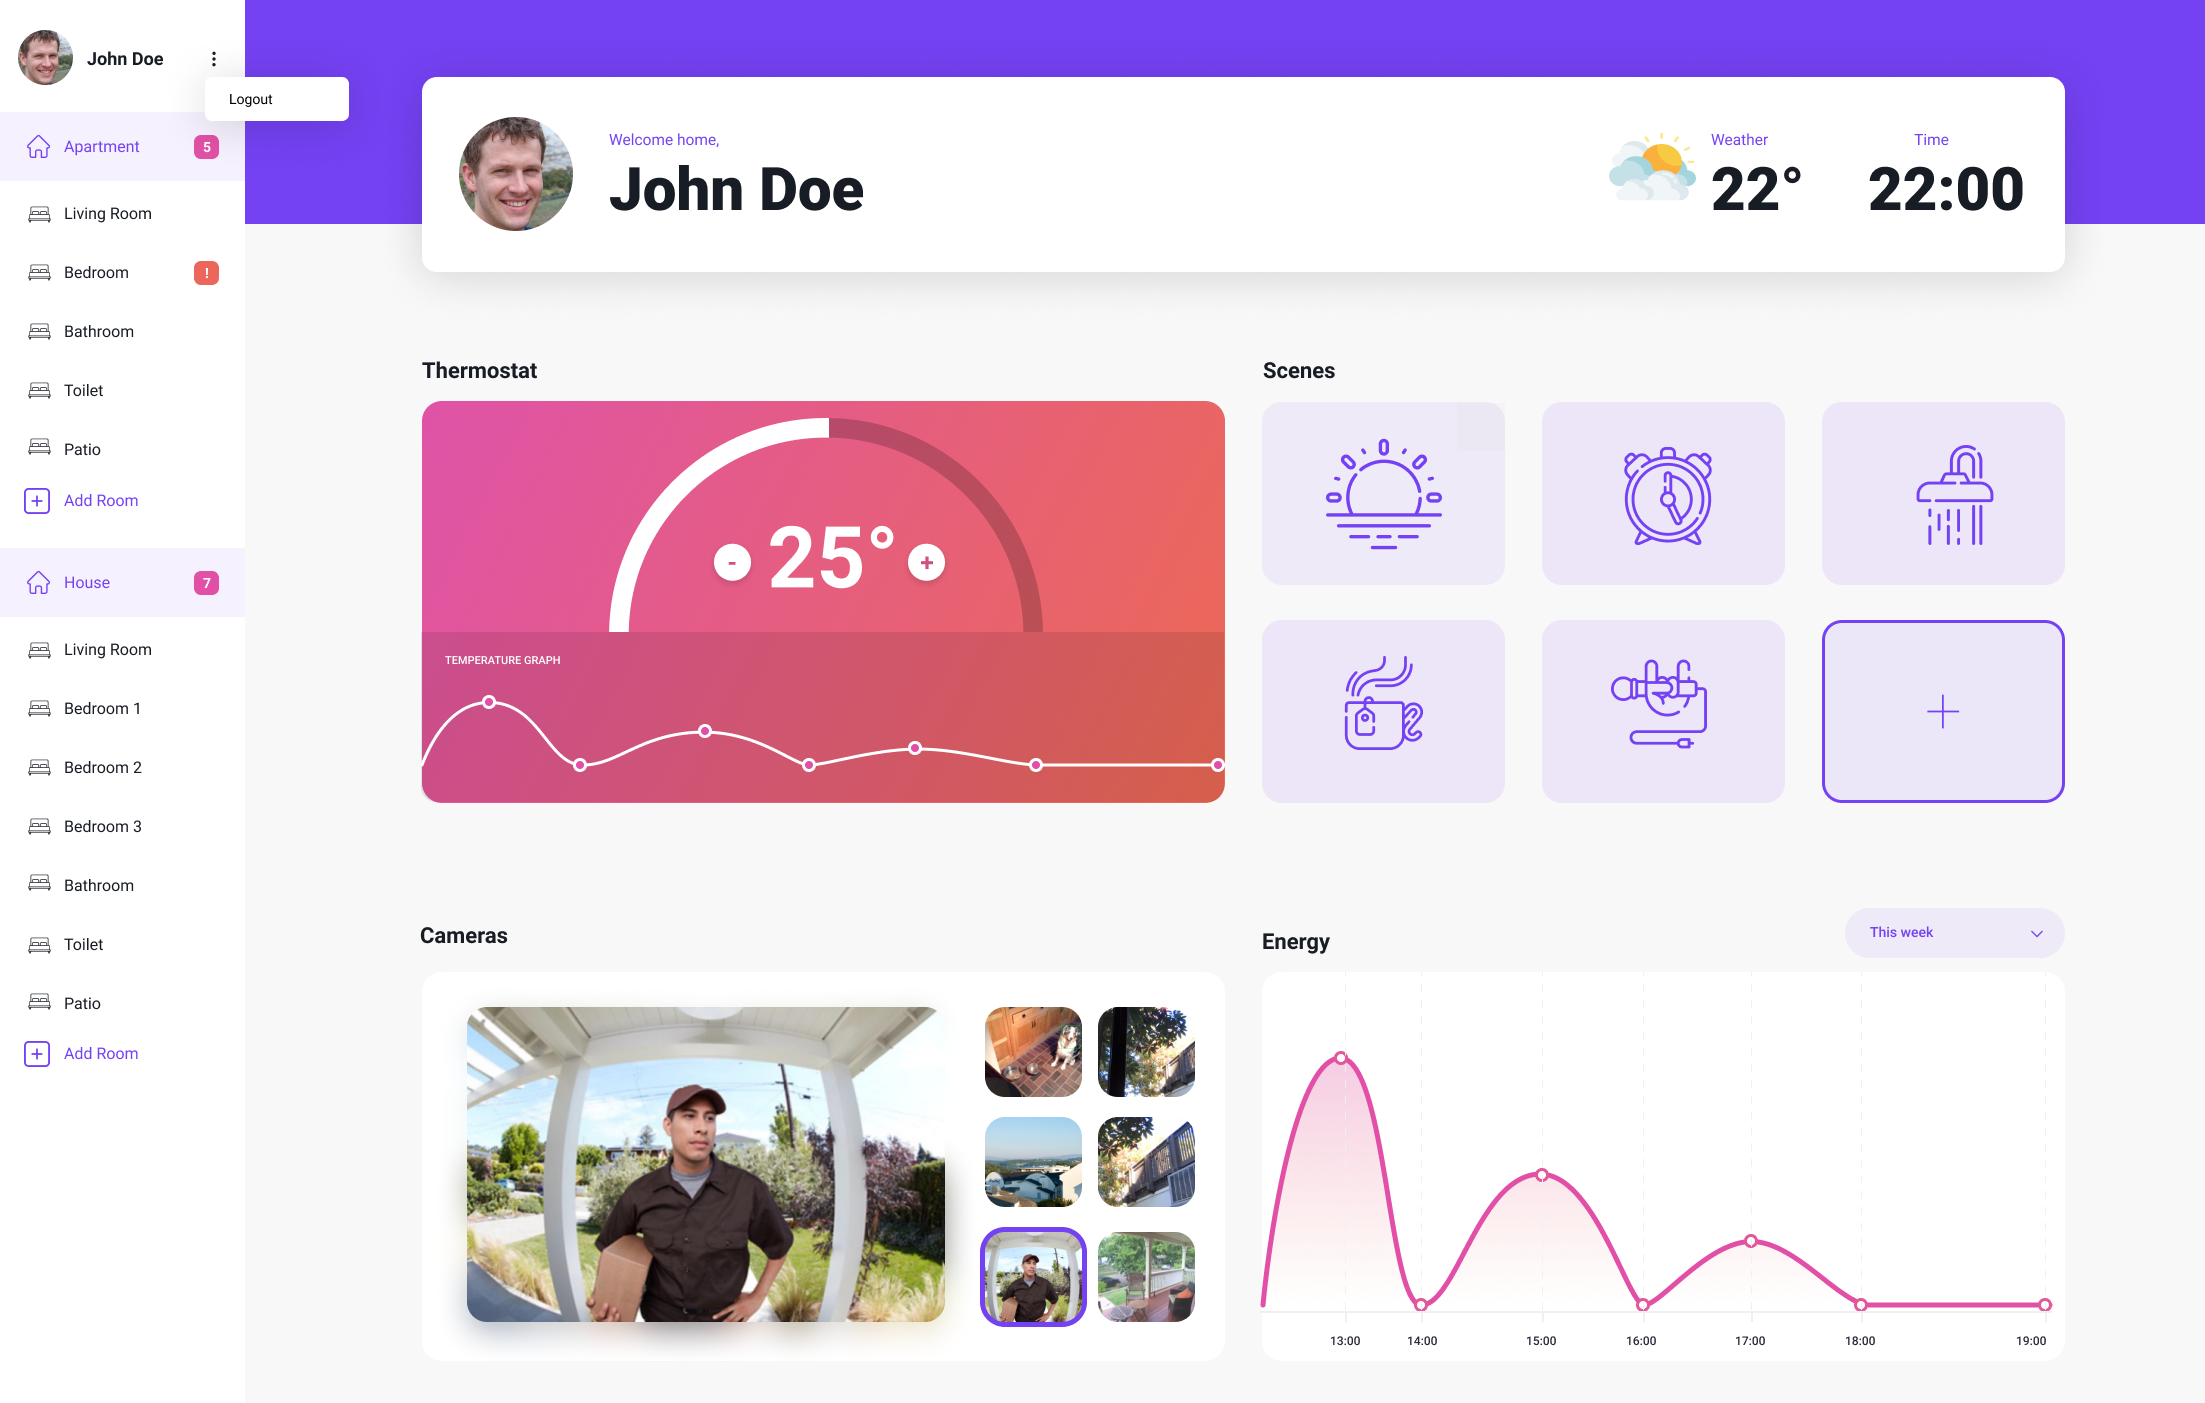 John Doe
Logout
Apartment
5
Living Room
Bedroom
!
Bathroom
Toilet
Patio
Add Room
House
7
Living Room
Bedroom 1
Bedroom 2
Bedroom 3
Bathroom
Toilet
Patio
Add Room
Welcome home,
John Doe
Weather
22°
Time
22:00
Thermostat
- 25° +
TEMPERATURE GRAPH
Scenes
Cameras
Energy
This week
13:00 14:00 15:00 16:00 17:00 18:00 19:00